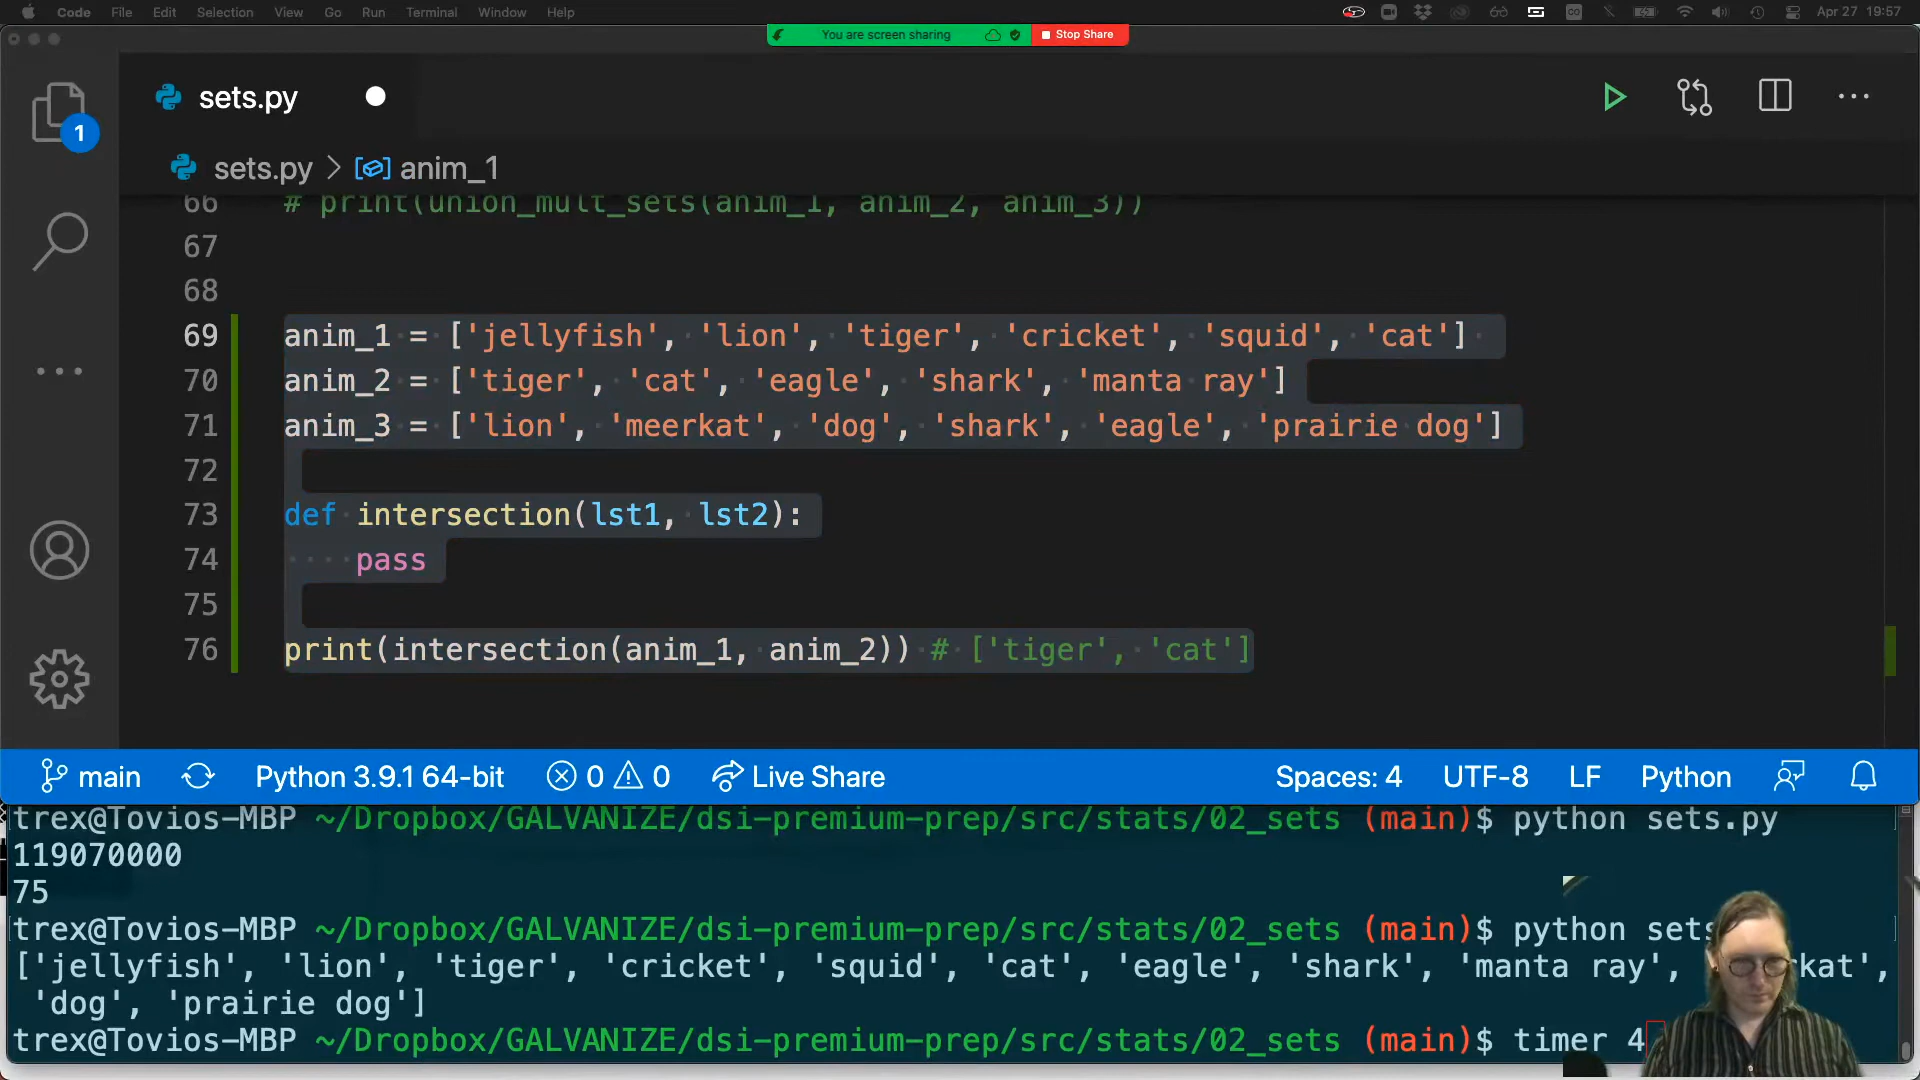 Code File Edit Selection View Go Run Terminal Window Help Apr 27 19:57
You are screen sharing Stop Share
sets.py
1
sets.py > anim_1
66 # print(union_mult_sets(anim_1, anim_2, anim_3))
67
68
69 anim_1 = ['jellyfish', 'lion', 'tiger', 'cricket', 'squid', 'cat']
70 anim_2 = ['tiger', 'cat', 'eagle', 'shark', 'manta ray']
71 anim_3 = ['lion', 'meerkat', 'dog', 'shark', 'eagle', 'prairie dog']
72
73 def intersection(lst1, lst2):
74 pass
75
76 print(intersection(anim_1, anim_2)) # ['tiger', 'cat']
main Python 3.9.1 64-bit 0 0 Live Share Spaces: 4 UTF-8 LF Python
trex@Tovios-MBP ~/Dropbox/GALVANIZE/dsi-premium-prep/src/stats/02_sets (main)$ python sets.py
119070000
75
trex@Tovios-MBP ~/Dropbox/GALVANIZE/dsi-premium-prep/src/stats/02_sets (main)$ python sets
['jellyfish', 'lion', 'tiger', 'cricket', 'squid', 'cat', 'eagle', 'shark', 'manta ray', kat',
'dog', 'prairie dog']
trex@Tovios-MBP ~/Dropbox/GALVANIZE/dsi-premium-prep/src/stats/02_sets (main)$ timer 4